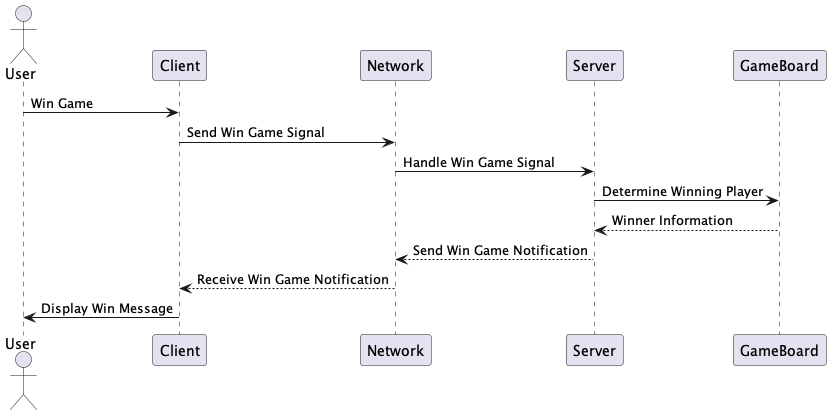 User
Client
Network
Server
GameBoard
Win Game
Send Win Game Signal
Handle Win Game Signal
Determine Winning Player
Winner Information
Send Win Game Notification
Receive Win Game Notification
Display Win Message
User
Client
Network
Server
GameBoard